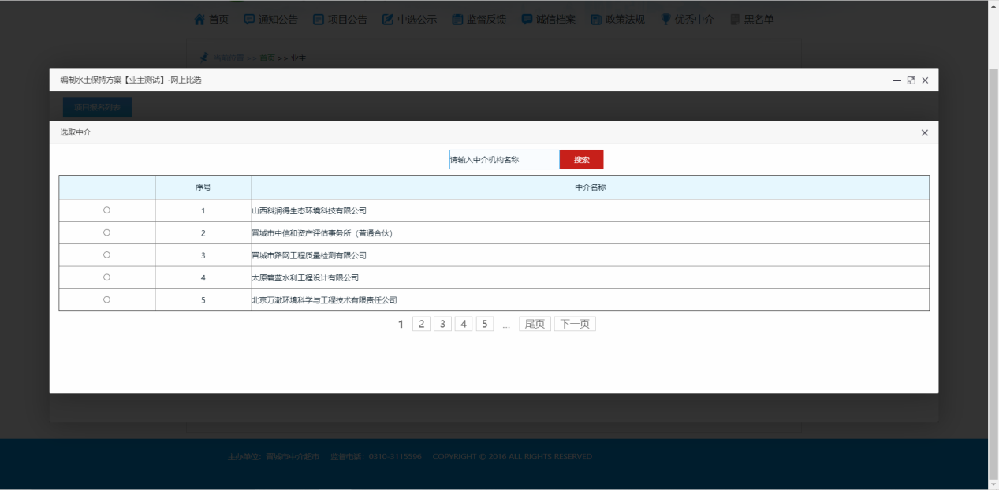 首页 通知公告 项目公告 中选公示 监督反馈 诚信档案 政策法规 优秀中介 黑名单
当前位置 >> 首页 >> 业主
编制水土保持方案【业主测试】-网上比选
项目报名列表
选取中介
请输入中介机构名称 搜索
序号 中介名称
1 山西科润得生态环境科技有限公司
2 晋城市中信和资产评估事务所（普通合伙）
3 晋城市路网工程质量检测有限公司
4 太原碧蓝水利工程设计有限公司
5 北京万澈环境科学与工程技术有限责任公司
1 2 3 4 5 ... 尾页 下一页
主办单位：晋城市中介超市 监督电话：0310-3115596 COPYRIGHT © 2016 ALL RIGHTS RESERVED